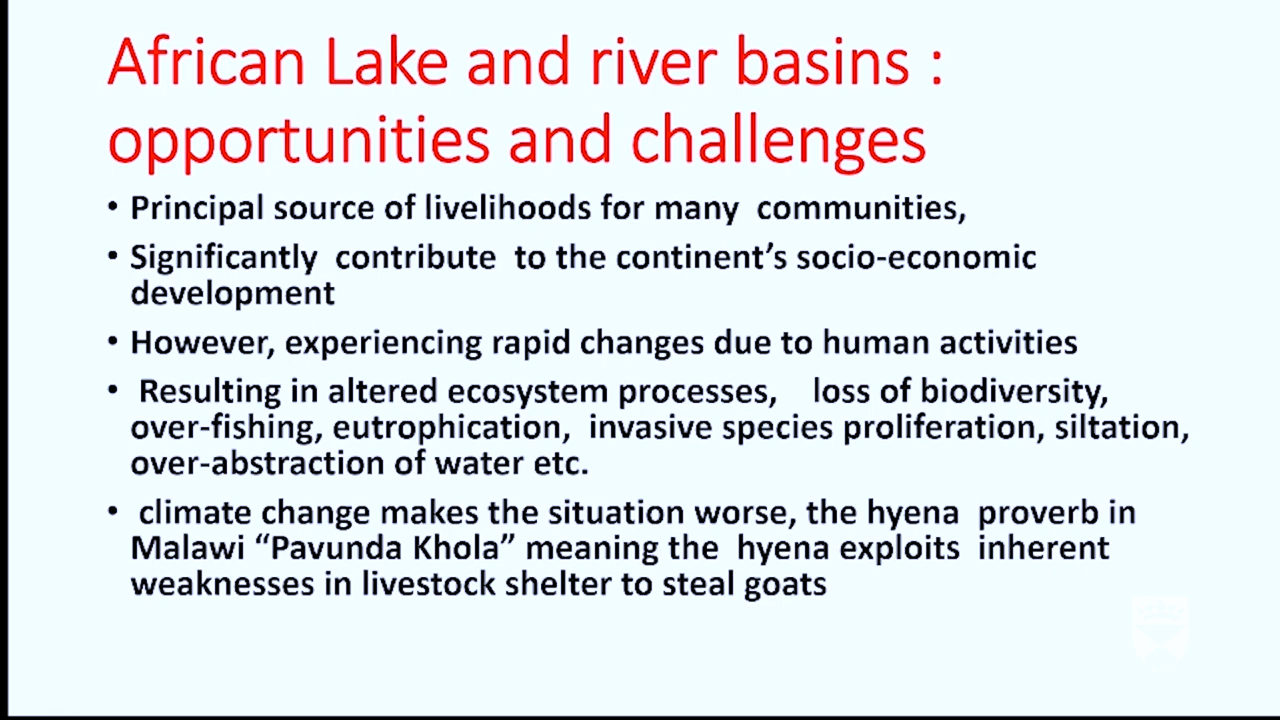 African Lake and river basins :
opportunities and challenges
• Principal source of livelihoods for many communities,
• Significantly contribute to the continent’s socio-economic
development
• However, experiencing rapid changes due to human activities
• Resulting in altered ecosystem processes, loss of biodiversity,
over-fishing, eutrophication, invasive species proliferation, siltation,
over-abstraction of water etc.
• climate change makes the situation worse, the hyena proverb in
Malawi “Pavunda Khola” meaning the hyena exploits inherent
weaknesses in livestock shelter to steal goats